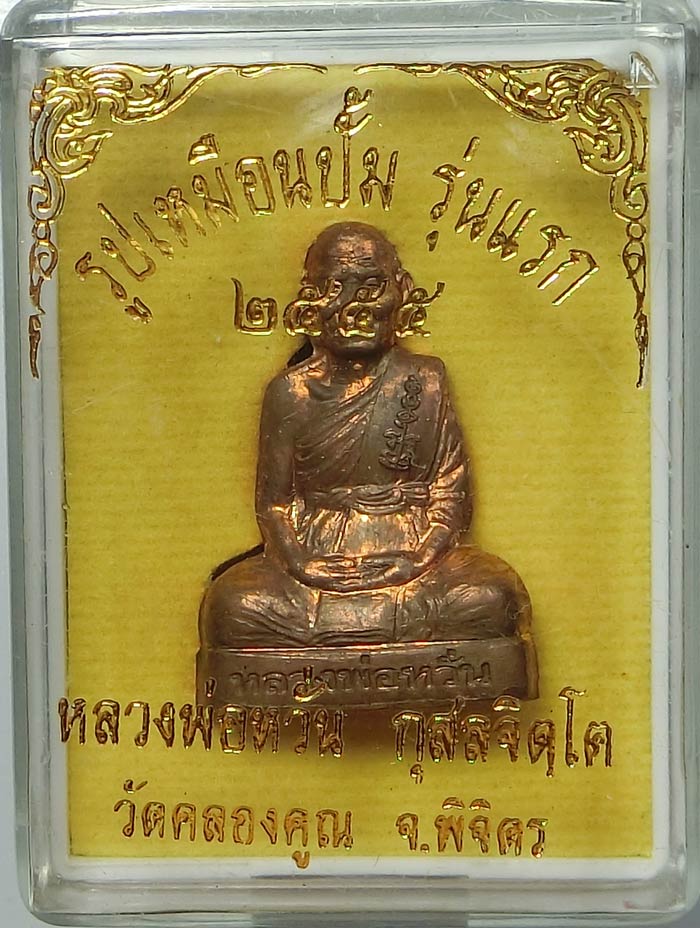 รูปเหมือนปั้ม รุ่นแรก
๒๕๕๕
หลวงพ่อหวั่น
หลวงพ่อหวั่น กุสลจิตฺโต
วัดคลองคูณ จ.พิจิตร